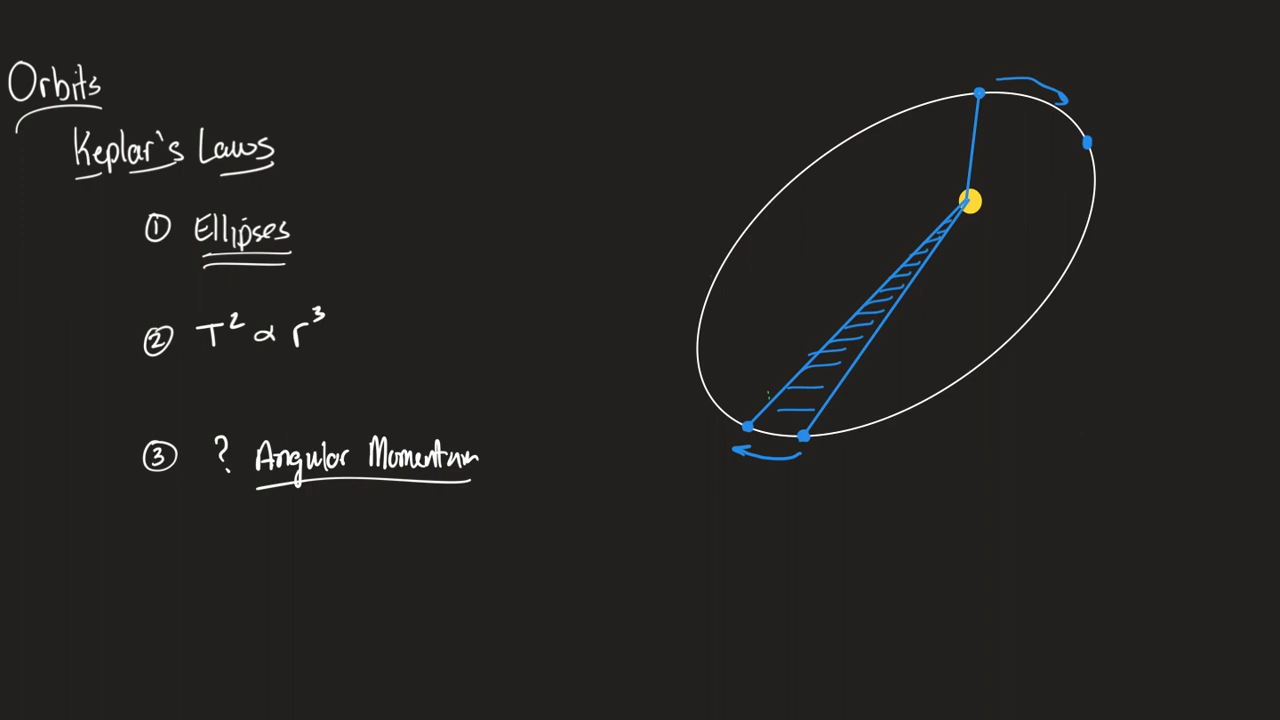 Orbits
Keplar's Laws
① Ellipses
② T² ∝ r³
③ ? Angular Momentum